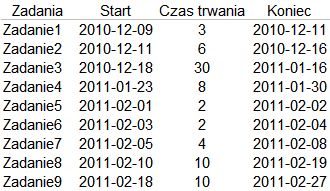 Zadania Start Czas trwania Koniec
Zadanie1 2010-12-09 3 2010-12-11
Zadanie2 2010-12-11 6 2010-12-16
Zadanie3 2010-12-18 30 2011-01-16
Zadanie4 2011-01-23 8 2011-01-30
Zadanie5 2011-02-01 2 2011-02-02
Zadanie6 2011-02-03 2 2011-02-04
Zadanie7 2011-02-05 4 2011-02-08
Zadanie8 2011-02-10 10 2011-02-19
Zadanie9 2011-02-18 10 2011-02-27